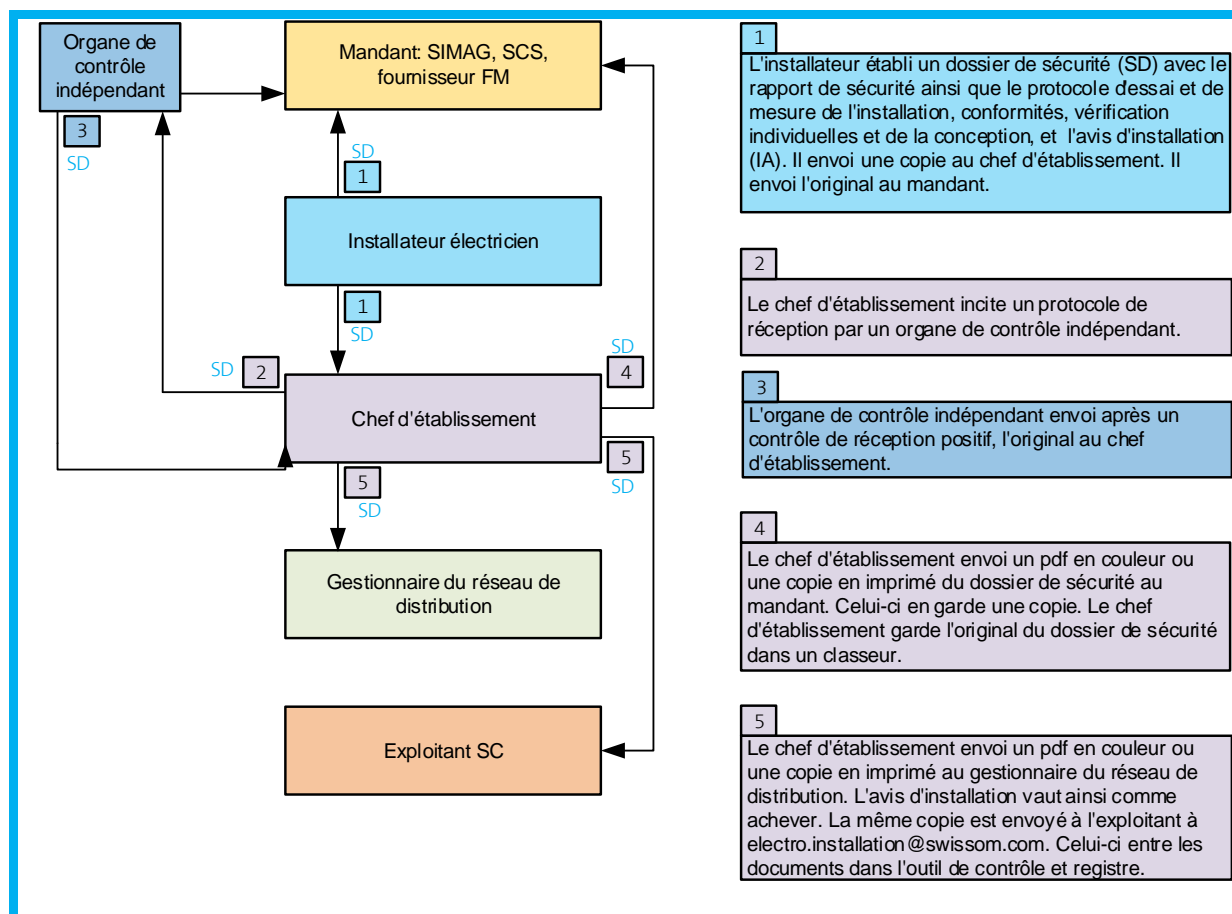 Organe de
contrôle
indépendant
Mandant: SIMAG, SCS,
fournisseur FM
3
SD
SD
1
Installateur électricien
1
SD
SD
2
SD
4
Chef d'établissement
5
SD
5
SD
Gestionnaire du réseau de
distribution
Exploitant SC
1
L'installateur établi un dossier de sécurité (SD) avec le
rapport de sécurité ainsi que le protocole d'essai et de
mesure de l'installation, conformités, vérification
individuelles et de la conception, et l'avis d'installation
(IA). Il envoi une copie au chef d'établissement. Il
envoi l'original au mandant.
2
Le chef d'établissement incite un protocole de
réception par un organe de contrôle indépendant.
3
L'organe de contrôle indépendant envoi après un
contrôle de réception positif, l'original au chef
d'établissement.
4
Le chef d'établissement envoi un pdf en couleur ou
une copie en imprimé du dossier de sécurité au
mandant. Celui-ci en garde une copie. Le chef
d'établissement garde l'original du dossier de sécurité
dans un classeur.
5
Le chef d'établissement envoi un pdf en couleur ou
une copie en imprimé au gestionnaire du réseau de
distribution. L'avis d'installation vaut ainsi comme
achever. La même copie est envoyé à l'exploitant à
electro.installation@swissom.com. Celui-ci entre les
documents dans l'outil de contrôle et registre.